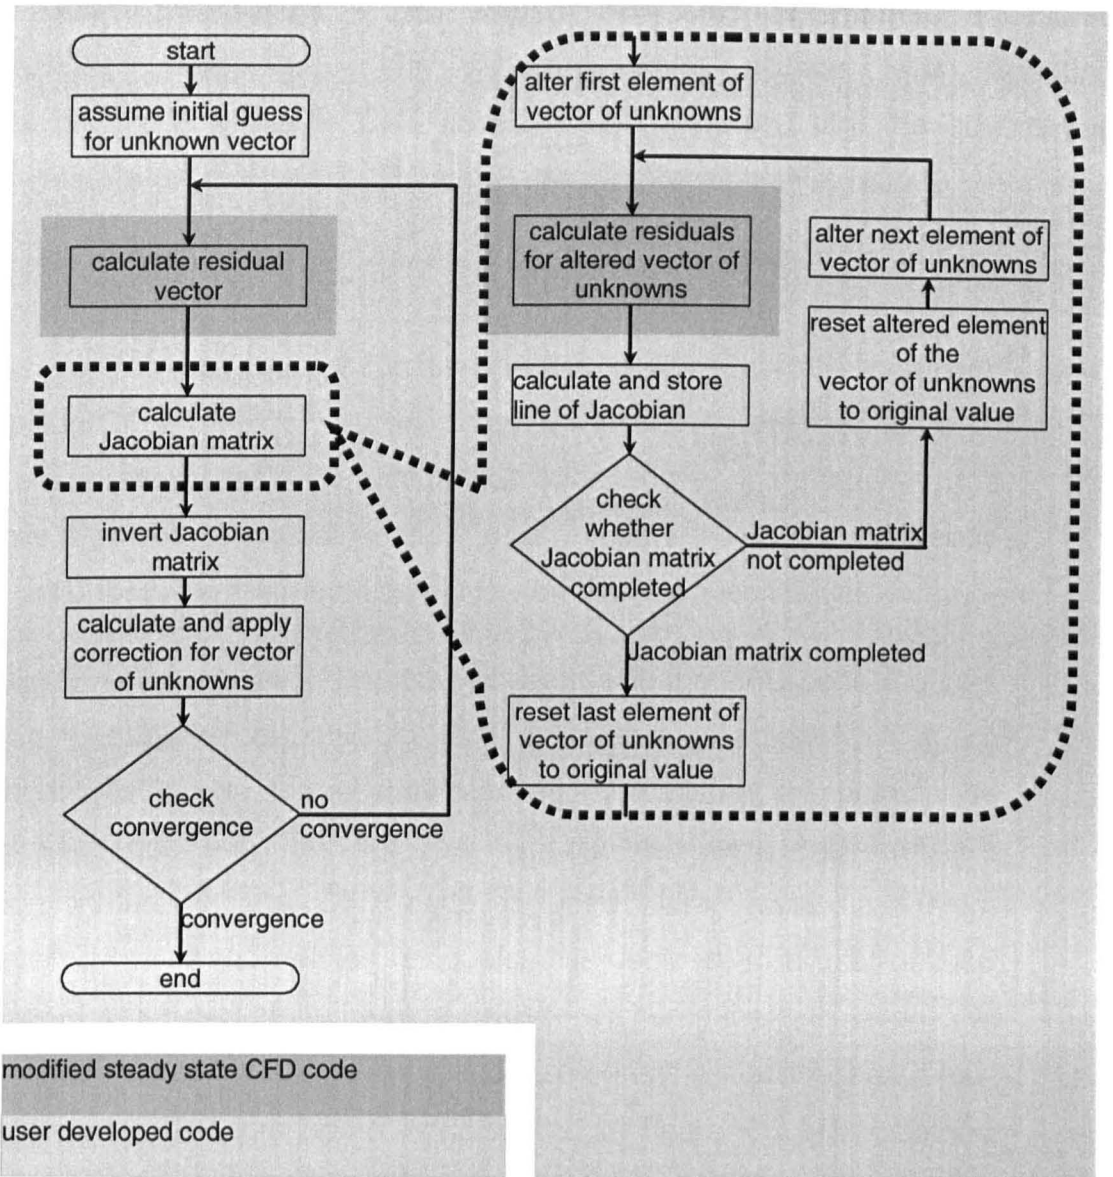 start
assume initial guess
for unknown vector
calculate residual
vector
calculate
Jacobian matrix
invert Jacobian
matrix
calculate and apply
correction for vector
of unknowns
check
convergence
no
convergence
convergence
end
alter first element of
vector of unknowns
calculate residuals
for altered vector of
unknowns
calculate and store
line of Jacobian
check
whether
Jacobian matrix
completed
Jacobian matrix
not completed
reset altered element
of the
vector of unknowns
to original value
alter next element of
vector of unknowns
Jacobian matrix completed
reset last element of
vector of unknowns
to original value
modified steady state CFD code
user developed code